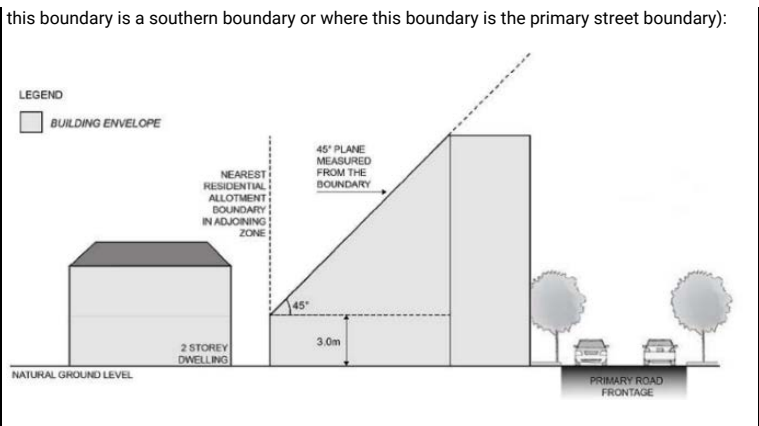 this boundary is a southern boundary or where this boundary is the primary street boundary):
LEGEND
BUILDING ENVELOPE
45° PLANE
MEASURED
FROM THE
BOUNDARY
NEAREST
RESIDENTIAL
ALLOTMENT
BOUNDARY
IN ADJOINING
ZONE
45°
3.0m
2 STOREY
DWELLING
NATURAL GROUND LEVEL
PRIMARY ROAD
FRONTAGE